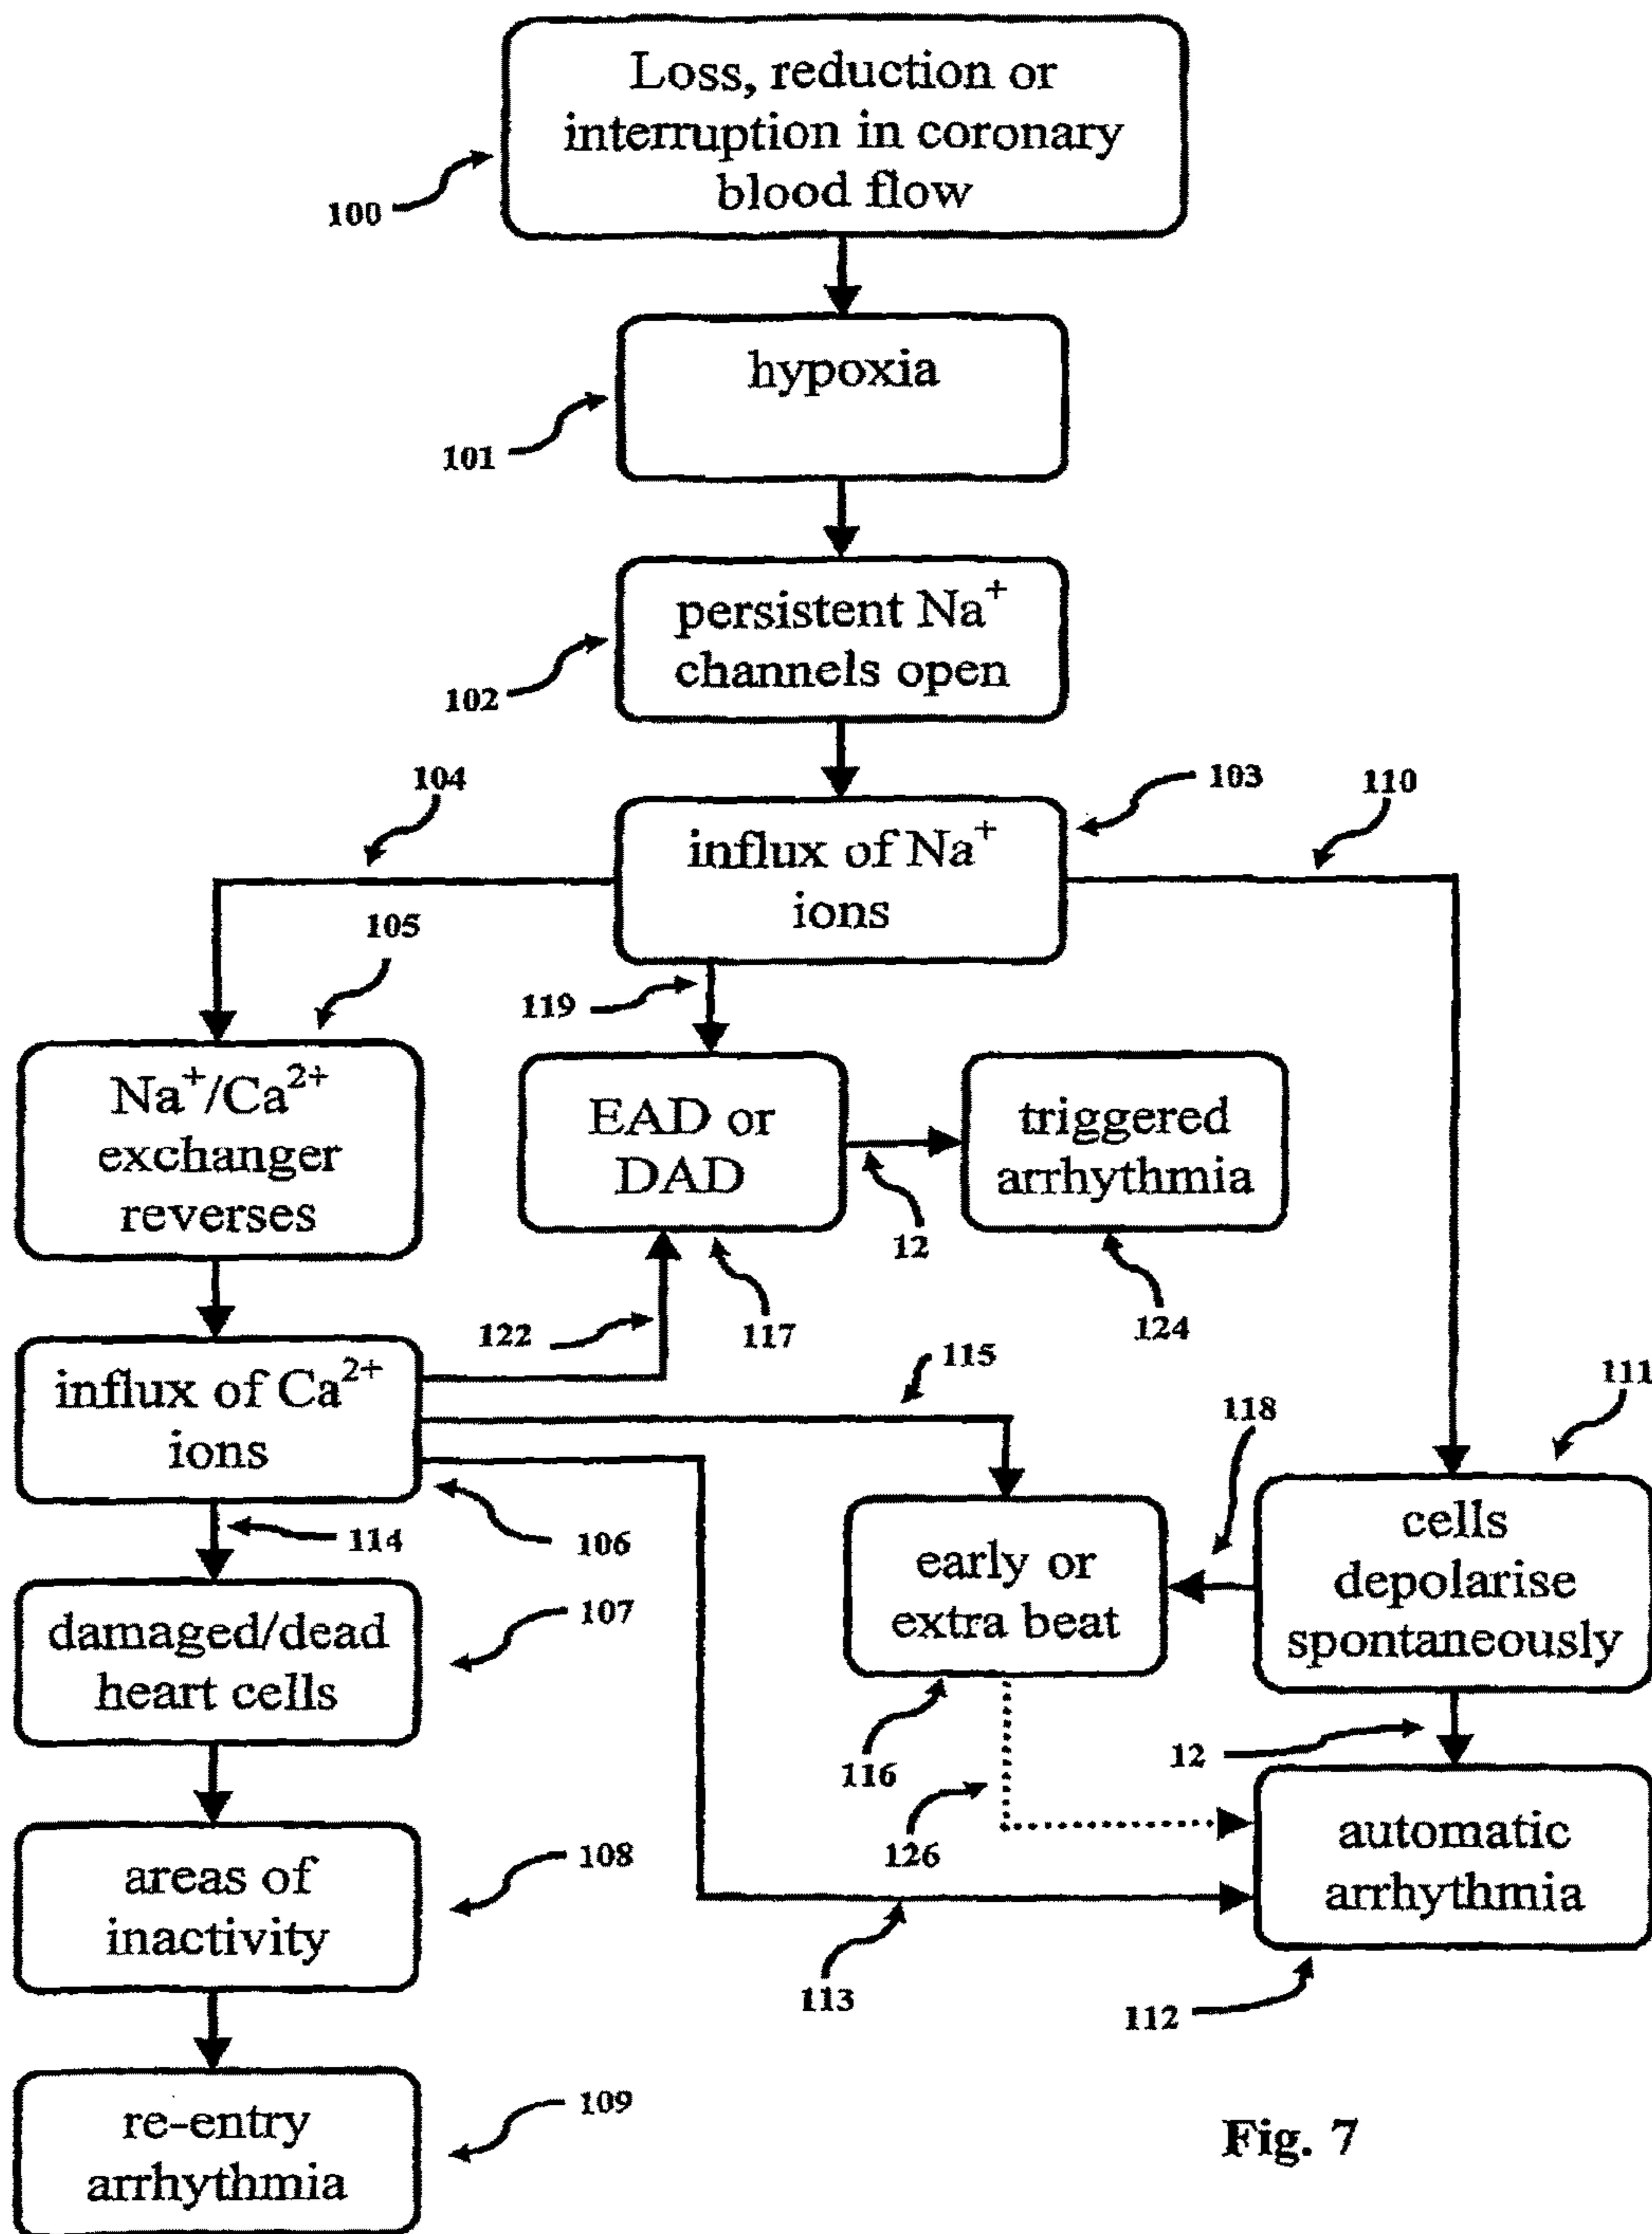 Loss, reduction or
interruption in coronary
blood flow
100
hypoxia
101
persistent Na⁺
channels open
102
104
103
110
influx of Na⁺
ions
105
119
Na⁺/Ca²⁺
exchanger
reverses
EAD or
DAD
triggered
arrhythmia
12
122
117
124
influx of Ca²⁺
ions
115
118
111
114
106
early or
extra beat
cells
depolarise
spontaneously
damaged/dead
heart cells
107
116
12
126
areas of
inactivity
108
automatic
arrhythmia
113
112
re-entry
arrhythmia
109
Fig. 7